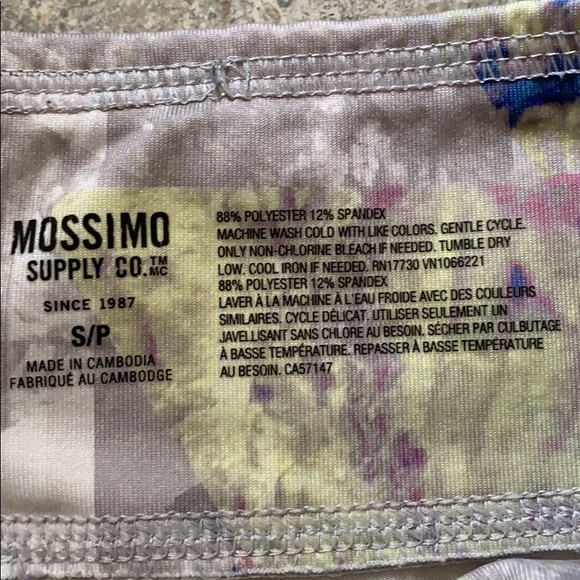 MOSSIMO
SUPPLY CO.™ MC
SINCE 1987
S/P
MADE IN CAMBODIA
FABRIQUÉ AU CAMBODGE
88% POLYESTER 12% SPANDEX
MACHINE WASH COLD WITH LIKE COLORS. GENTLE CYCLE.
ONLY NON-CHLORINE BLEACH IF NEEDED. TUMBLE DRY
LOW. COOL IRON IF NEEDED. RN17730 VN1066221
88% POLYESTER 12% SPANDEX
LAVER À LA MACHINE À L'EAU FROIDE AVEC DES COULEURS
SIMILAIRES. CYCLE DÉLICAT. UTILISER SEULEMENT UN
JAVELLISANT SANS CHLORE AU BESOIN. SÉCHER PAR CULBUTAGE
À BASSE TEMPÉRATURE. REPASSER À BASSE TEMPÉRATURE
AU BESOIN. CA57147